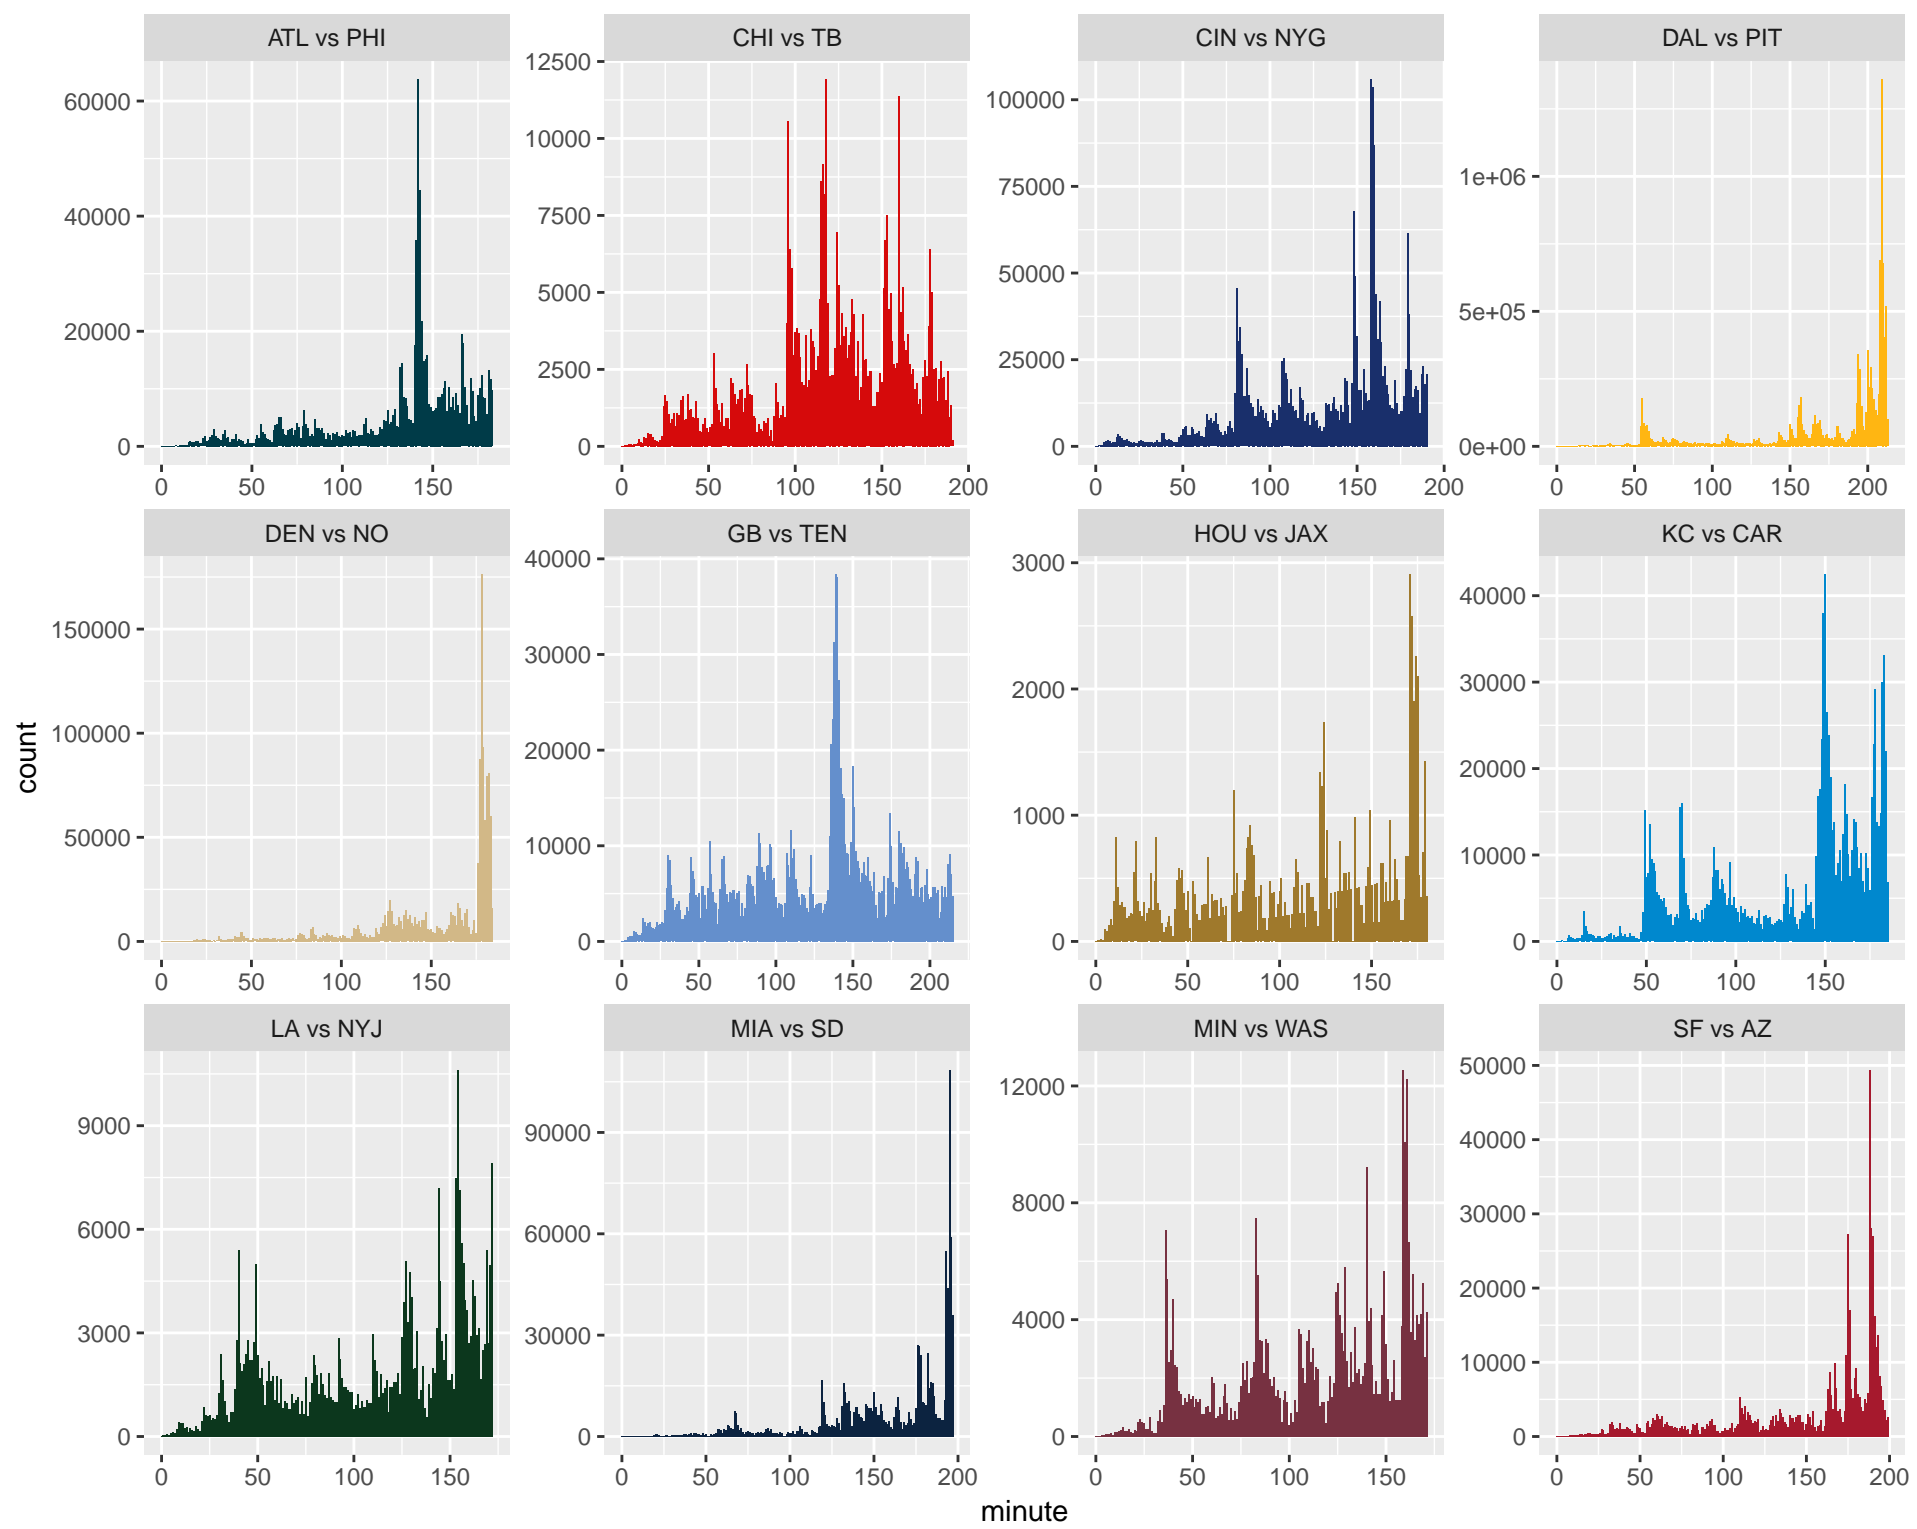 ATL vs PHI
CHI vs TB
CIN vs NYG
DAL vs PIT
60000
40000
20000
0
0 50 100 150
12500
10000
7500
5000
2500
0
0 50 100 150 200
100000
75000
50000
25000
0
0 50 100 150 200
1e+06
5e+05
0e+00
0 50 100 150 200
DEN vs NO
GB vs TEN
HOU vs JAX
KC vs CAR
150000
100000
50000
0
0 50 100 150
40000
30000
20000
10000
0
0 50 100 150 200
3000
2000
1000
0
0 50 100 150
40000
30000
20000
10000
0
0 50 100 150
LA vs NYJ
MIA vs SD
MIN vs WAS
SF vs AZ
9000
6000
3000
0
0 50 100 150
90000
60000
30000
0
0 50 100 150 200
12000
8000
4000
0
0 50 100 150
50000
40000
30000
20000
10000
0
0 50 100 150 200
count
minute